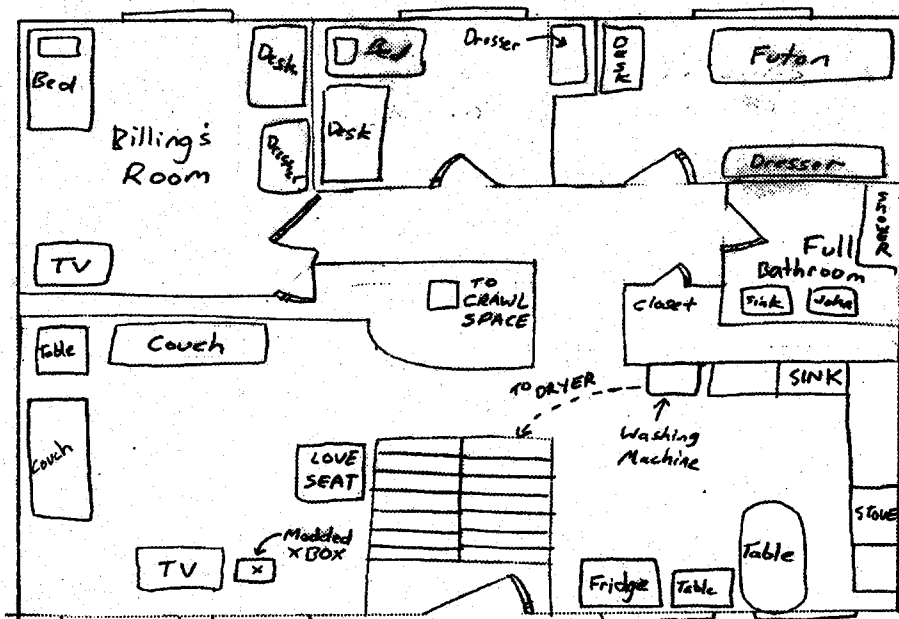 Bed
Desk
Bed
Dresser
DESK
Futon
Billing's
Room
Dresser
Desk
Dresser
TV
TO
CRAWL
SPACE
closet
Full
Bathroom
Sink
John
SHOWER
Table
Couch
Couch
LOVE
SEAT
Modded
XBOX
TV
X
TO DRYER
Washing
Machine
SINK
STOVE
Table
Fridge
Table